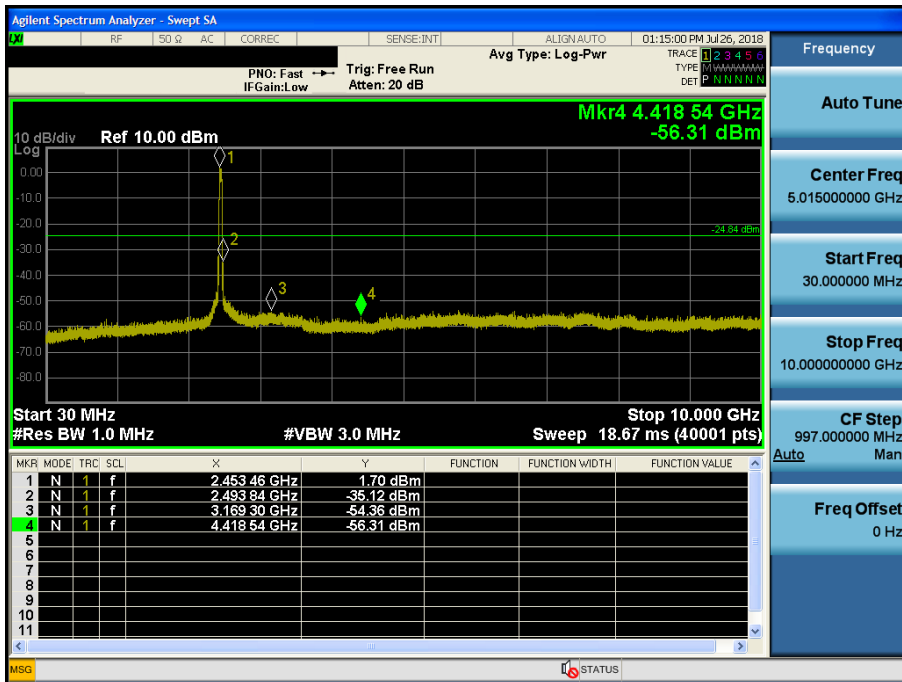 Agilent Spectrum Analyzer - Swept SA
LXI RF 50 Ω AC CORREC SENSE:INT ALIGN AUTO 01:15:00 PM Jul 26, 2018
Avg Type: Log-Pwr
TRACE 1 2 3 4 5 6
TYPE M WWWWW
DET P N N N N N
PNO: Fast
IFGain:Low
Trig: Free Run
Atten: 20 dB
Mkr4 4.418 54 GHz
-56.31 dBm
10 dB/div Ref 10.00 dBm
Log
0.00
-10.0
-20.0
-30.0
-40.0
-50.0
-60.0
-70.0
-80.0
1
2
3
4
-24.84 dBm
Start 30 MHz Stop 10.000 GHz
#Res BW 1.0 MHz #VBW 3.0 MHz Sweep 18.67 ms (40001 pts)
MKR MODE TRC SCL X Y FUNCTION FUNCTION WIDTH FUNCTION VALUE
1 N 1 f 2.453 46 GHz 1.70 dBm
2 N 1 f 2.493 84 GHz -35.12 dBm
3 N 1 f 3.169 30 GHz -54.36 dBm
4 N 1 f 4.418 54 GHz -56.31 dBm
5
6
7
8
9
10
11
MSG STATUS
Frequency
Auto Tune
Center Freq
5.015000000 GHz
Start Freq
30.000000 MHz
Stop Freq
10.000000000 GHz
CF Step
997.000000 MHz
Auto Man
Freq Offset
0 Hz